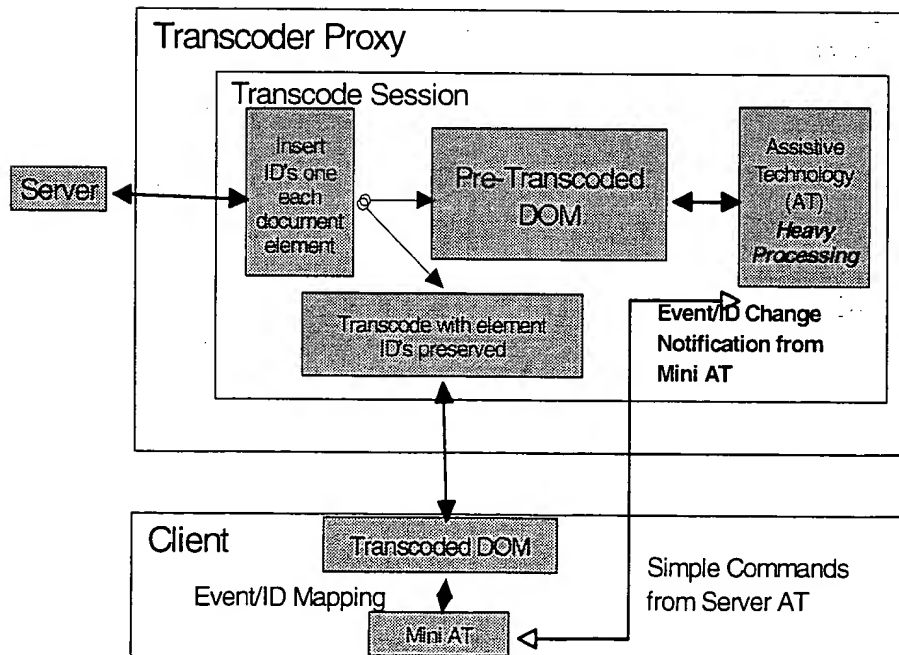 Transcoder Proxy
Transcode Session
Server
Insert
ID's one
each
document
element
Pre-Transcoded
DOM
Assistive
Technology
(AT)
Heavy
Processing
Transcode with element
ID's preserved
Event/ID Change
Notification from
Mini AT
Client
Transcoded DOM
Event/ID Mapping
Mini AT
Simple Commands
from Server AT